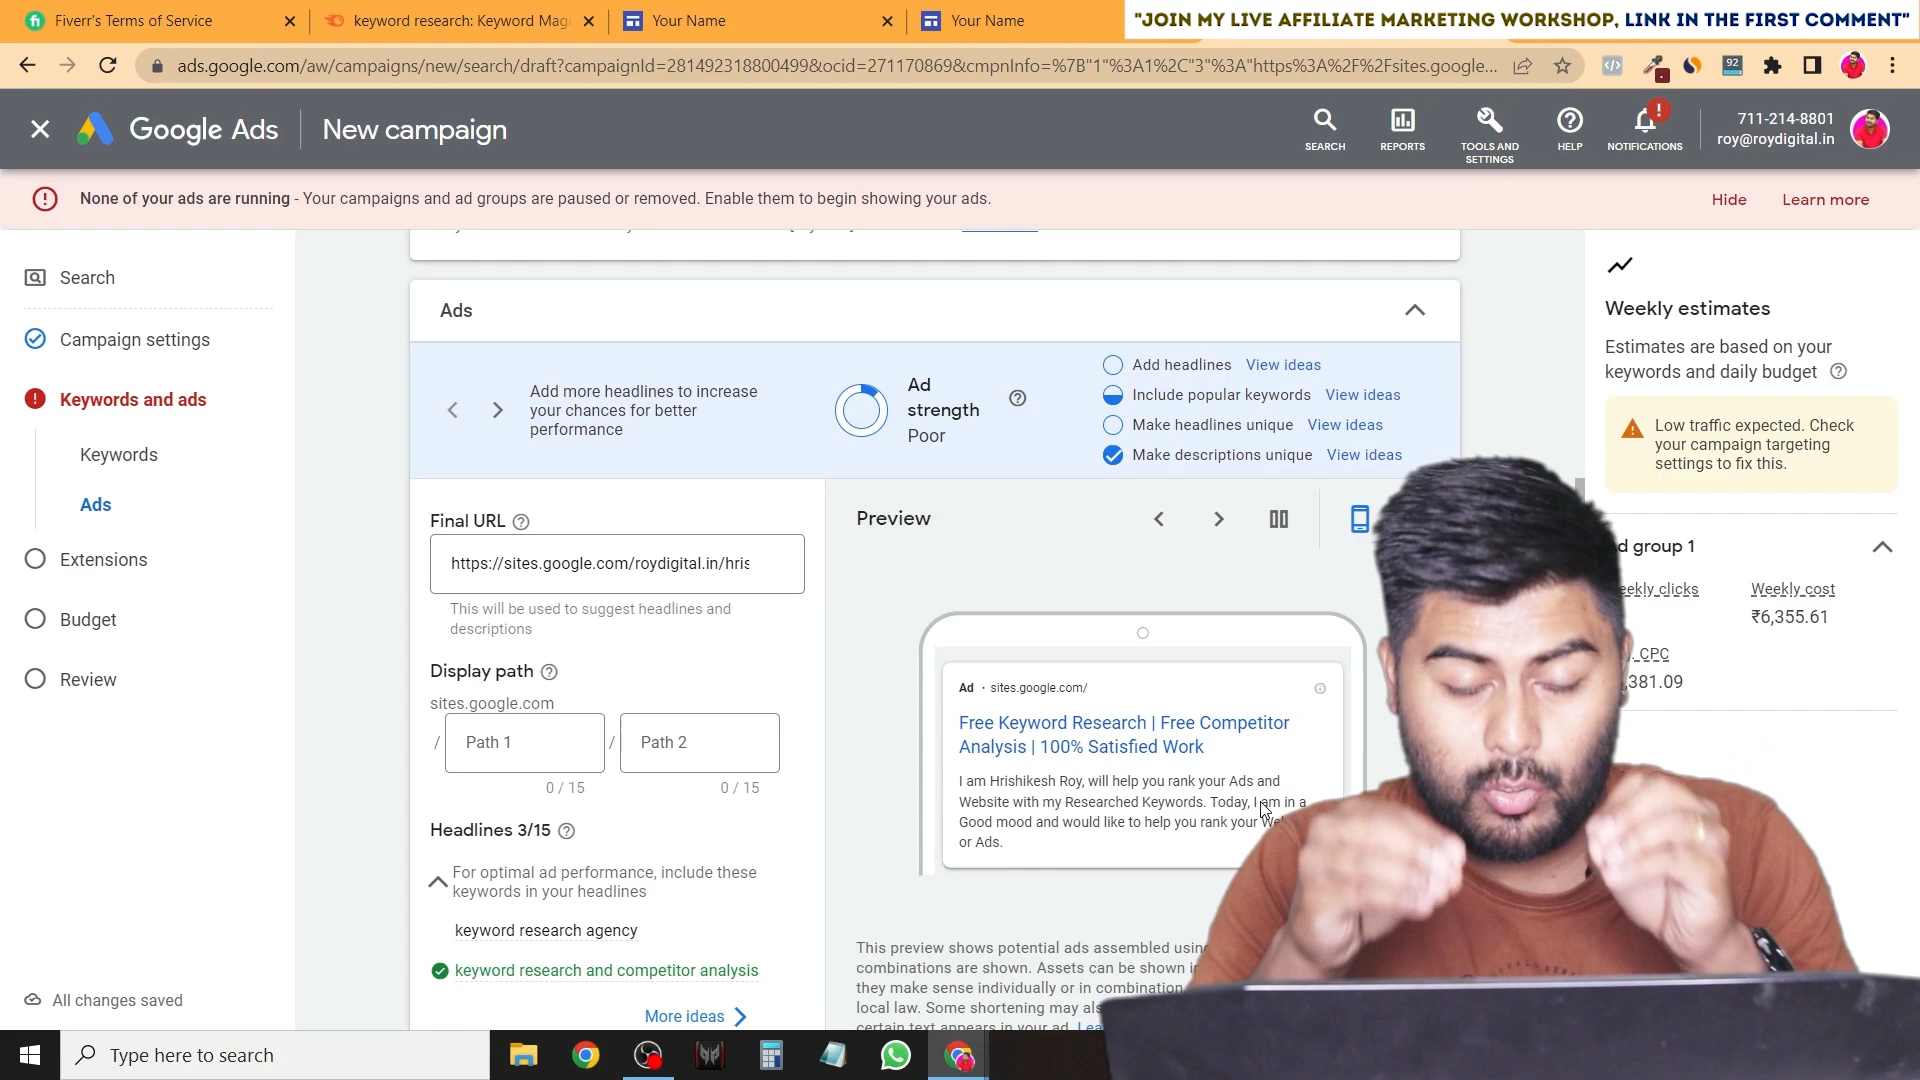 Fiverr's Terms of Service
keyword research: Keyword Mag
Your Name
Your Name
"JOIN MY LIVE AFFILIATE MARKETING WORKSHOP, LINK IN THE FIRST COMMENT"
ads.google.com/aw/campaigns/new/search/draft?campaignId=281492318800499&ocid=271170869&cmpnInfo=%7B"1"%3A1%2C"3"%3A"https%3A%2F%2Fsites.google...
92
Google Ads
New campaign
SEARCH
REPORTS
TOOLS AND
SETTINGS
HELP
NOTIFICATIONS
711-214-8801
roy@roydigital.in
None of your ads are running - Your campaigns and ad groups are paused or removed. Enable them to begin showing your ads.
Hide
Learn more
Search
Campaign settings
Keywords and ads
Keywords
Ads
Extensions
Budget
Review
All changes saved
Ads
Add more headlines to increase
your chances for better
performance
Ad
strength
Poor
Add headlines View ideas
Include popular keywords View ideas
Make headlines unique View ideas
Make descriptions unique View ideas
Final URL
https://sites.google.com/roydigital.in/hris
This will be used to suggest headlines and
descriptions
Display path
sites.google.com
/ Path 1 / Path 2
0 / 15 0 / 15
Headlines 3/15
For optimal ad performance, include these
keywords in your headlines
keyword research agency
keyword research and competitor analysis
More ideas
Preview
Ad · sites.google.com/
Free Keyword Research | Free Competitor
Analysis | 100% Satisfied Work
I am Hrishikesh Roy, will help you rank your Ads and
Website with my Researched Keywords. Today, I am in a
Good mood and would like to help you rank your We
or Ads.
This preview shows potential ads assembled usin
combinations are shown. Assets can be shown i
they make sense individually or in combination
local law. Some shortening may als
certain text appears in your ad. Lea
Weekly estimates
Estimates are based on your
keywords and daily budget
Low traffic expected. Check
your campaign targeting
settings to fix this.
d group 1
eekly clicks
Weekly cost
₹6,355.61
. CPC
,381.09
Type here to search